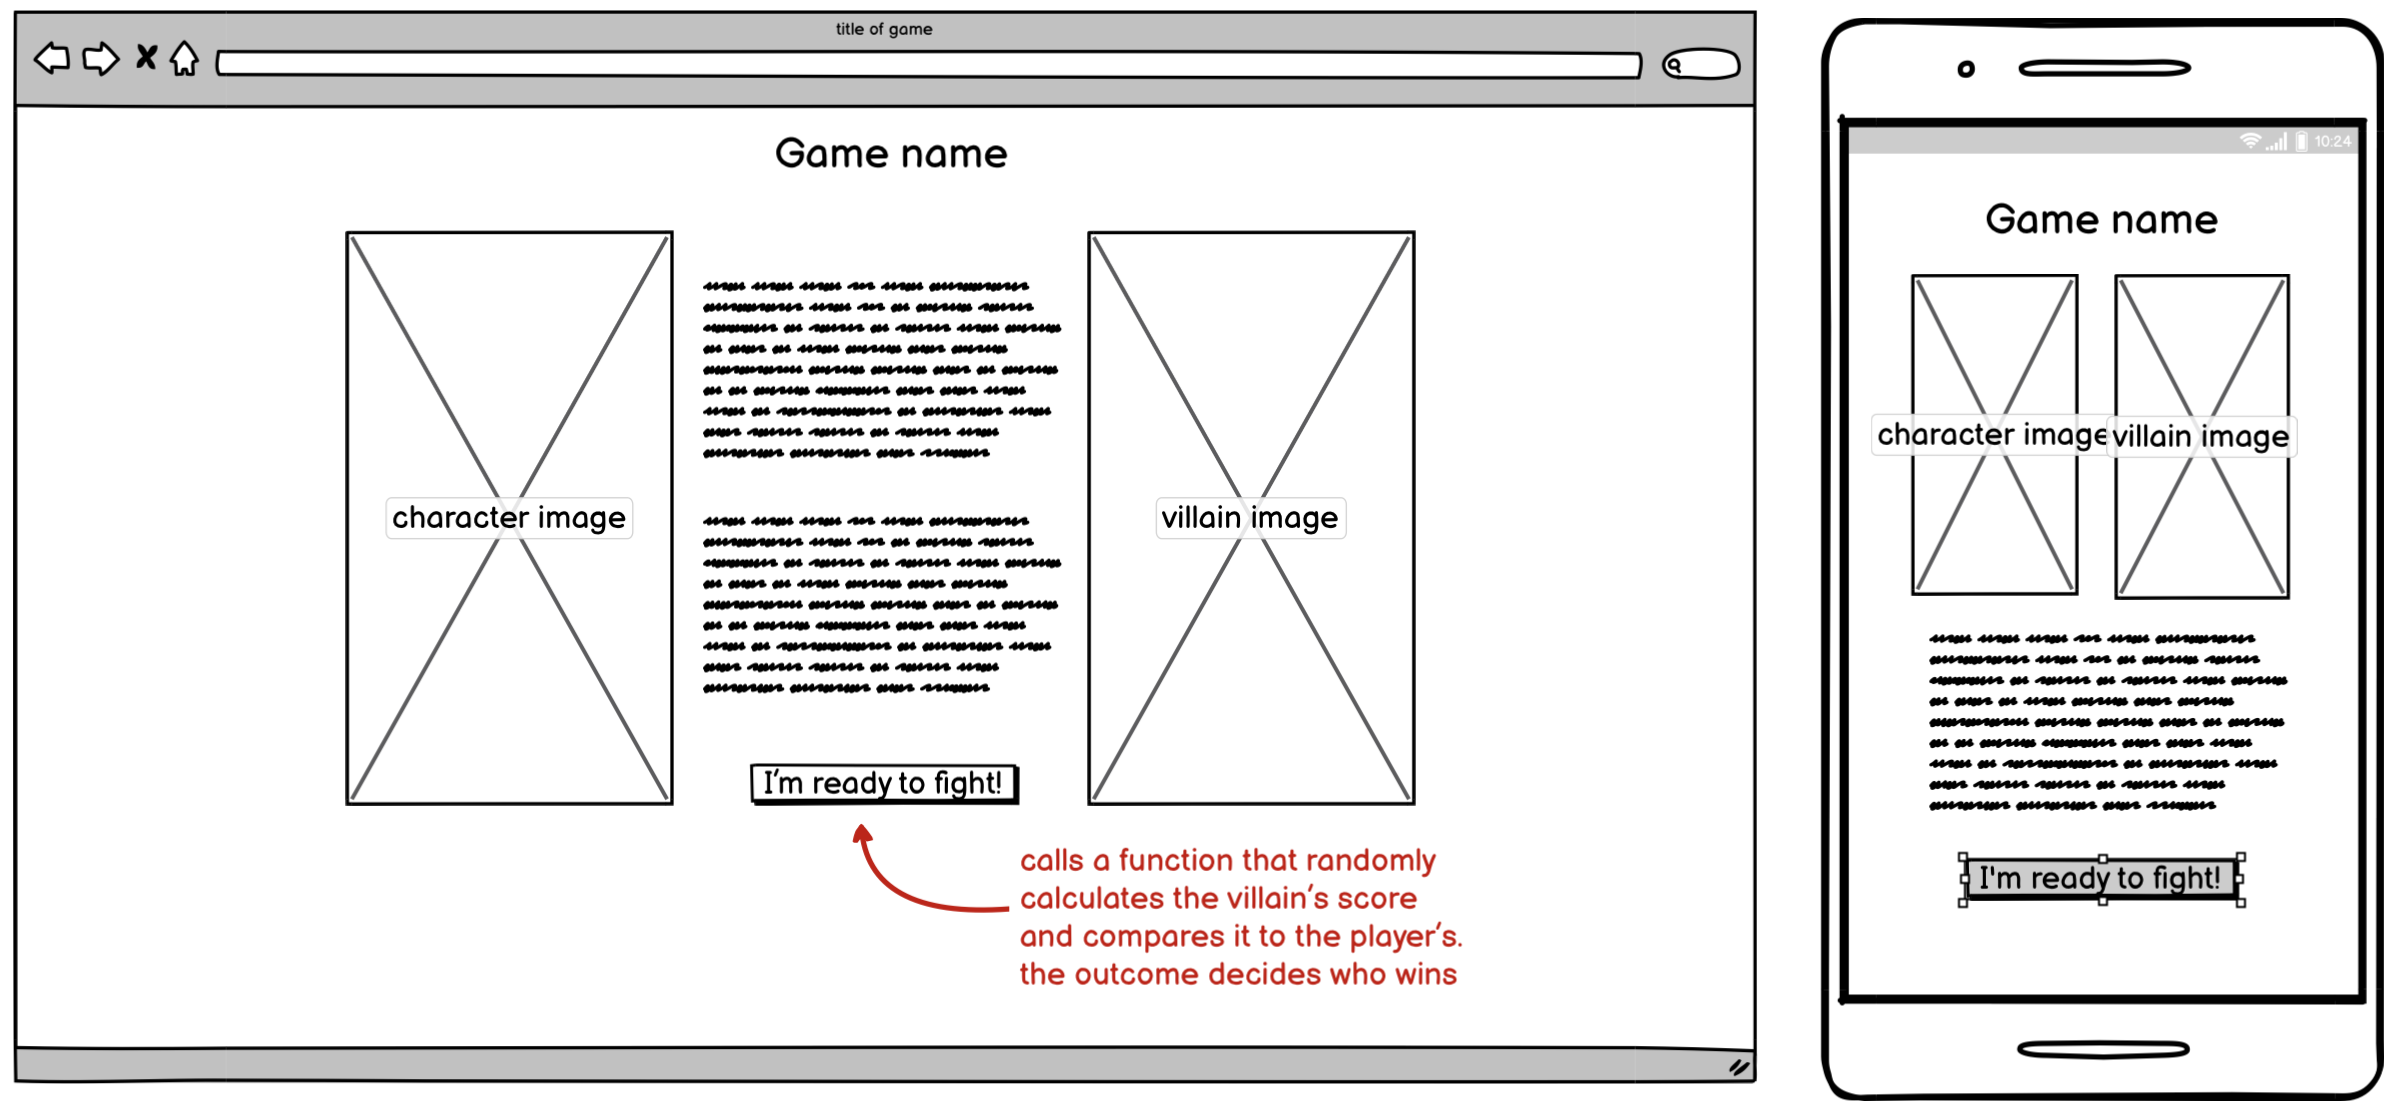 title of game
Game name
character image
villain image
I'm ready to fight!
calls a function that randomly
calculates the villain's score
and compares it to the player's.
the outcome decides who wins
10:24
Game name
character image
villain image
I'm ready to fight!